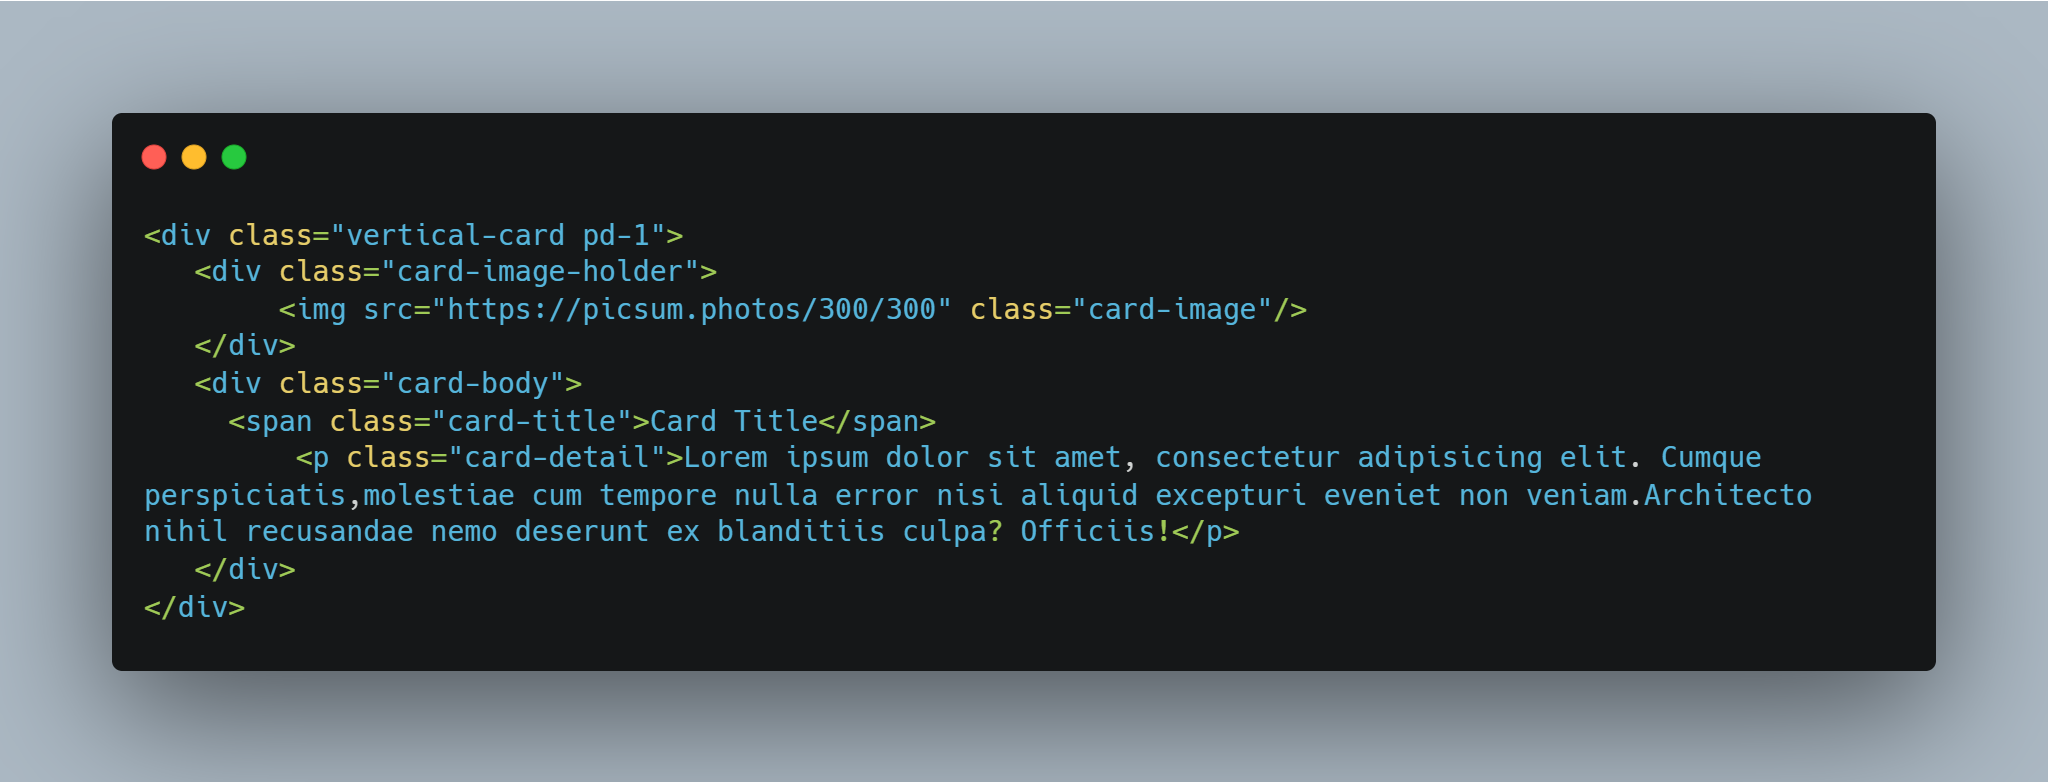 <div class="vertical-card pd-1">
   <div class="card-image-holder">
        <img src="https://picsum.photos/300/300" class="card-image"/>
   </div>
   <div class="card-body">
     <span class="card-title">Card Title</span>
         <p class="card-detail">Lorem ipsum dolor sit amet, consectetur adipisicing elit. Cumque
perspiciatis,molestiae cum tempore nulla error nisi aliquid excepturi eveniet non veniam.Architecto
nihil recusandae nemo deserunt ex blanditiis culpa? Officiis!</p>
   </div>
</div>